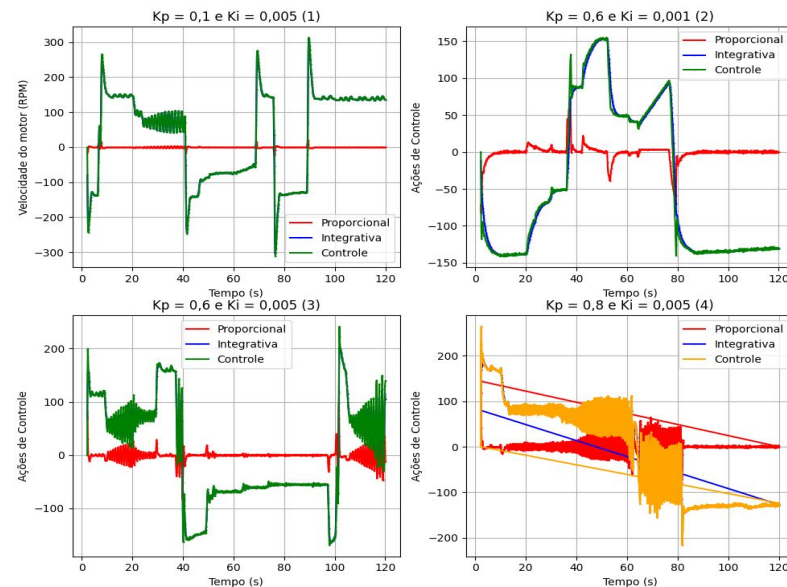 Kp = 0,1 e Ki = 0,005 (1)
Velocidade do motor (RPM)
300
200
100
0
−100
−200
−300
Proporcional
Integrativa
Controle
0
20
40
60
80
100
120
Tempo (s)
Kp = 0,6 e Ki = 0,001 (2)
Ações de Controle
150
100
50
0
−50
−100
−150
Proporcional
Integrativa
Controle
0
20
40
60
80
100
120
Tempo (s)
Kp = 0,6 e Ki = 0,005 (3)
Ações de Controle
200
100
0
−100
Proporcional
Integrativa
Controle
0
20
40
60
80
100
120
Tempo (s)
Kp = 0,8 e Ki = 0,005 (4)
Ações de Controle
200
100
0
−100
−200
Proporcional
Integrativa
Controle
0
20
40
60
80
100
120
Tempo (s)